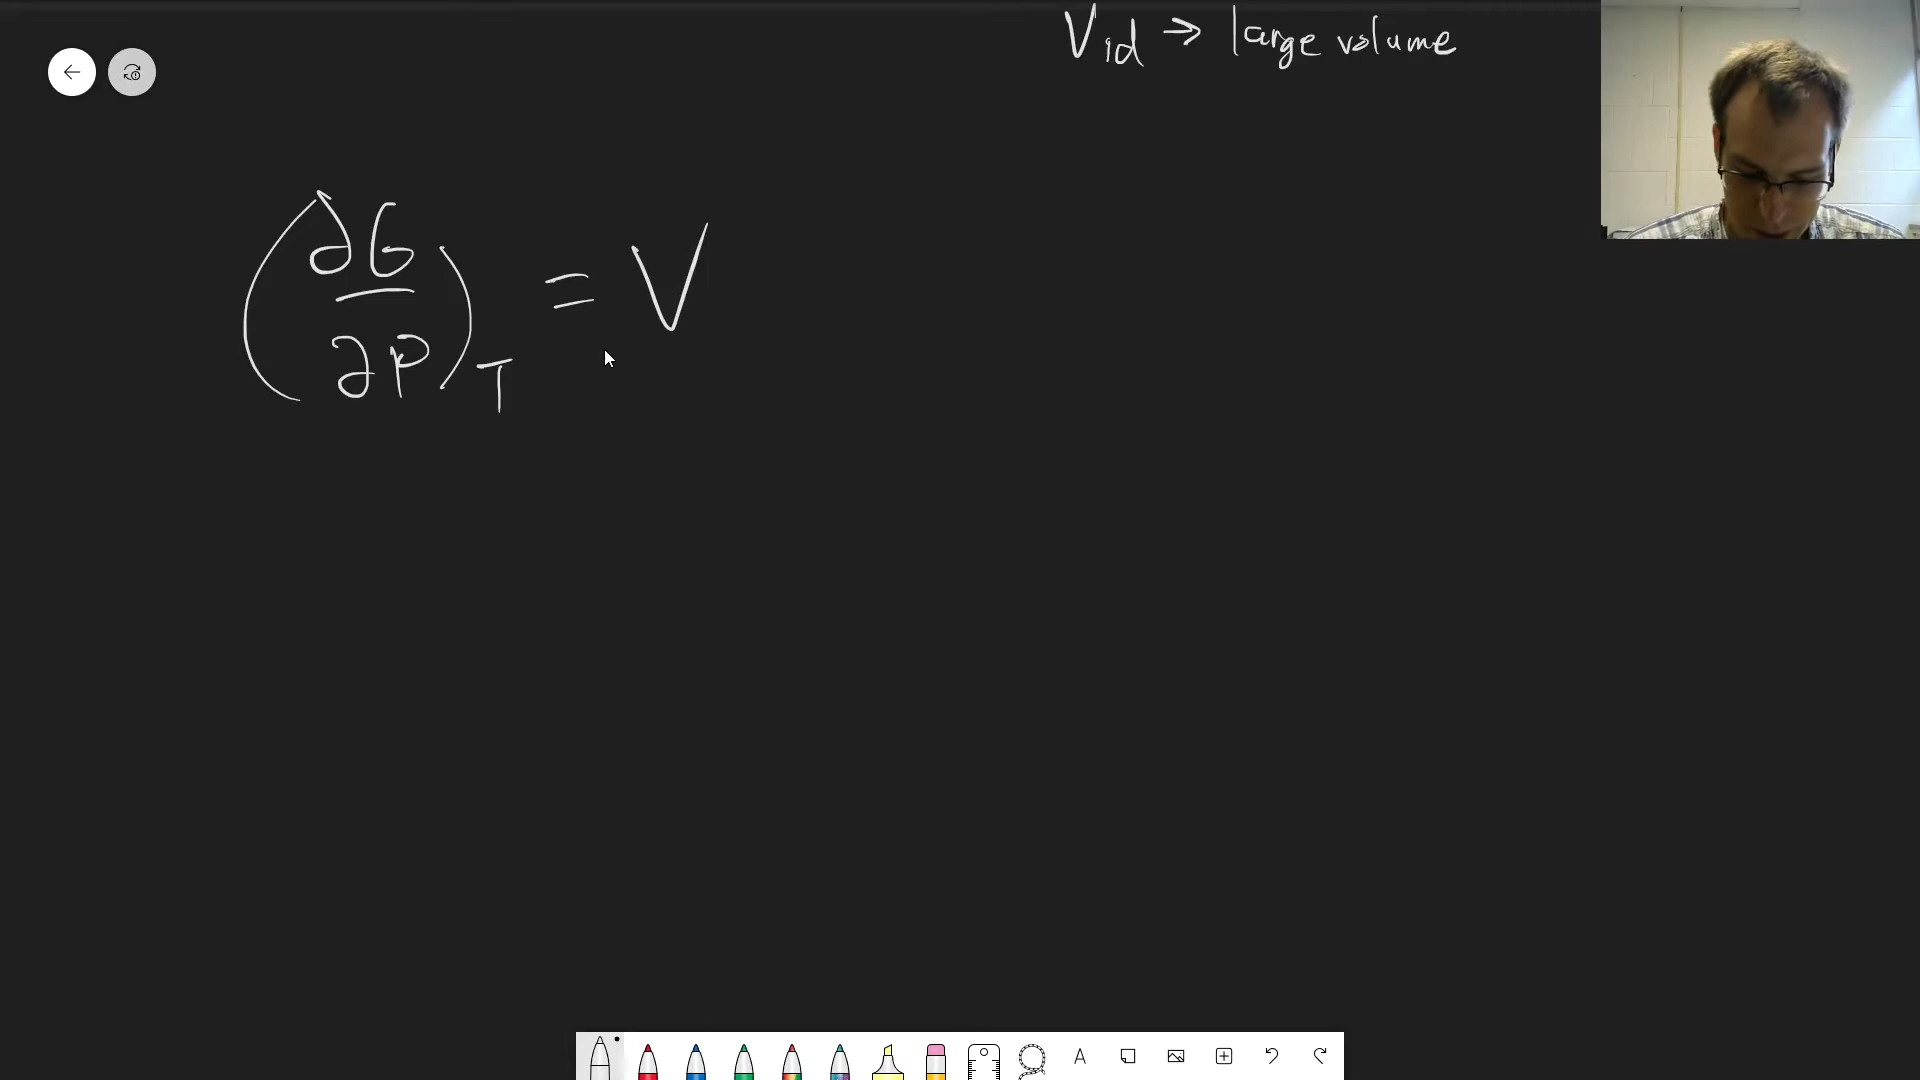 V_id → large volume
(∂G/∂P)_T = V
A